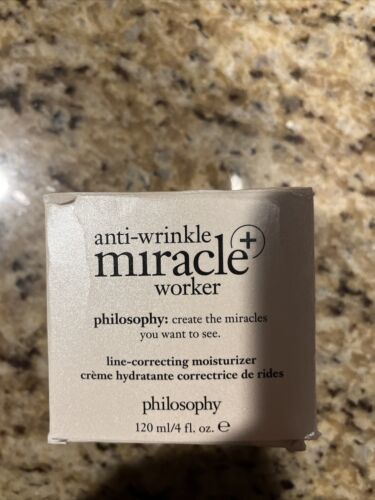 anti-wrinkle
miracle+
worker
philosophy: create the miracles
you want to see.
line-correcting moisturizer
crème hydratante correctrice de rides
philosophy
120 ml/4 fl. oz. ℮